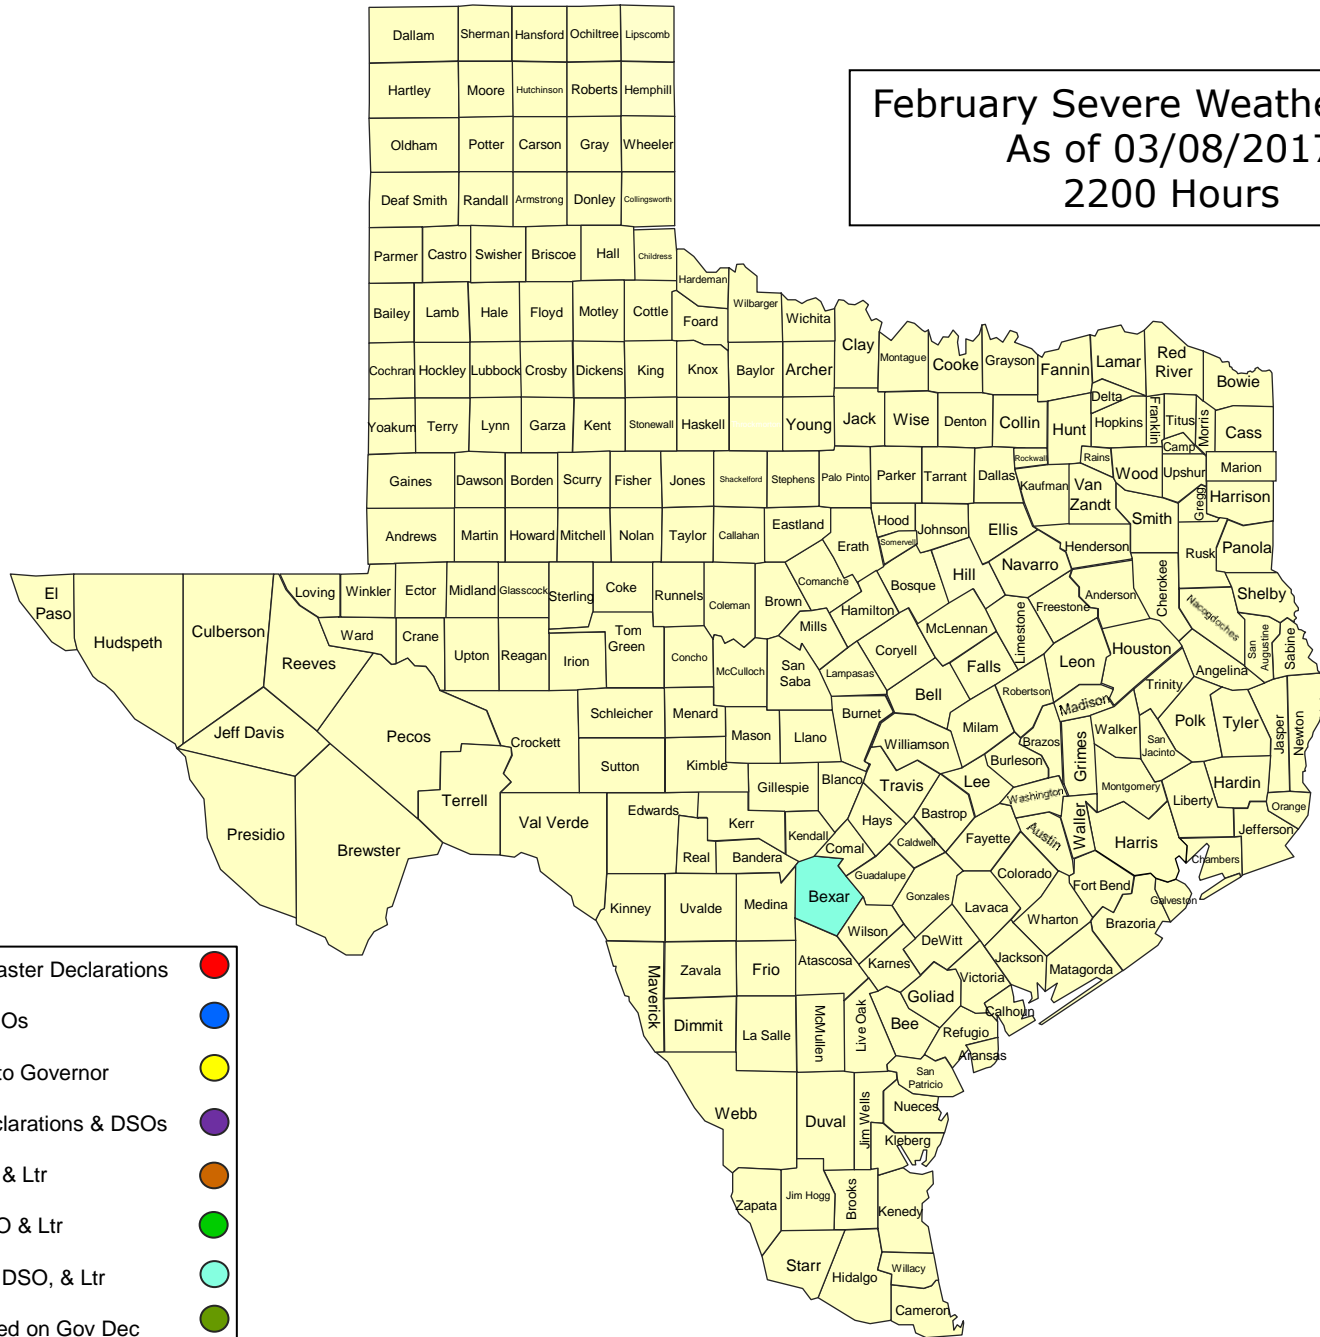 Dallam Sherman Hansford Ochiltree Lipscomb
February Severe Weathe
As of 03/08/2017
2200 Hours
Hartley Moore Hutchinson Roberts Hemphill
Oldham Potter Carson Gray Wheeler
Deaf Smith Randall Armstrong Donley Collingsworth
Parmer Castro Swisher Briscoe Hall Childress
Hardeman
Bailey Lamb Hale Floyd Motley Cottle Foard Wilbarger Wichita
Clay Montague Cooke Grayson Fannin Lamar Red
River Bowie
Cochran Hockley Lubbock Crosby Dickens King Knox Baylor Archer
Delta
Yoakum Terry Lynn Garza Kent Stonewall Haskell Young Jack Wise Denton Collin Hunt Hopkins Franklin Titus Morris Cass
Camp
Rockwall Rains Wood Upshur Marion
Gaines Dawson Borden Scurry Fisher Jones Shackelford Stephens Palo Pinto Parker Tarrant Dallas Kaufman Van
Zandt Gregg Harrison
Andrews Martin Howard Mitchell Nolan Taylor Callahan Eastland Erath Hood Somervell Johnson Ellis Henderson Smith Rusk Panola
El
Paso Hudspeth Culberson Loving Winkler Ector Midland Glasscock Sterling Coke Runnels Coleman Brown Comanche Hamilton Bosque Hill Navarro Freestone Anderson Cherokee Nacogdoches Shelby
Reeves Ward Crane Upton Reagan Irion Tom
Green Concho McCulloch San
Saba Mills Lampasas Coryell McLennan Limestone Falls Leon Houston Angelina San
Augustine Sabine
Jeff Davis Pecos Crockett Schleicher Menard Mason Llano Burnet Bell Milam Robertson Madison Trinity
Walker San
Jacinto Polk Tyler Jasper Newton
Terrell Sutton Kimble Gillespie Blanco Williamson Travis Lee Burleson Brazos Grimes Washington Montgomery Liberty Hardin Orange
Presidio Brewster Val Verde Edwards Kerr Kendall Hays Bastrop Caldwell Fayette Austin Waller Harris Jefferson
Real Bandera Comal Guadalupe Gonzales Colorado Fort Bend Chambers Galveston
Kinney Uvalde Medina Bexar Wilson Lavaca Wharton Brazoria
Maverick Zavala Frio Atascosa Karnes DeWitt Jackson Matagorda
Dimmit La Salle McMullen Live Oak Bee Goliad Victoria Calhoun
Refugio
Aransas
San
Patricio
Webb Duval Jim Wells Nueces
Kleberg
Zapata Jim Hogg Brooks Kenedy
Starr Hidalgo Willacy
Cameron
aster Declarations
Os
to Governor
clarations & DSOs
& Ltr
O & Ltr
DSO, & Ltr
ed on Gov Dec